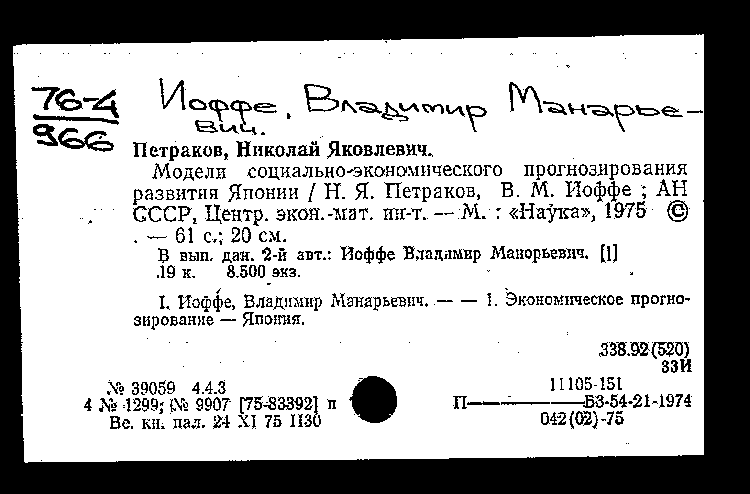 76-4
966
Иоффе, Владимир Манарье-
вич.
Петраков, Николай Яковлевич.
Модели социально-экономического прогнозирования
развития Японии / Н. Я. Петраков, В. М. Иоффе ; АН
СССР, Центр. экон.-мат. ин-т. — М. : «Наука», 1975 ©
. — 61 с.; 20 см.
В вып. дан. 2-й авт.: Иоффе Владимир Манорьевич. [1]
19 к. 8.500 экз.
I. Иоффе, Владимир Манарьевич. — — 1. Экономическое прогно-
зирование — Япония.
338.92(520)
33И
№ 39059 4.4.3
11105-151
4 № 1299; № 9907 [75-83392] п
П——БЗ-54-21-1974
Вс. кн. пал. 24 XI 75 Н30
042(02)-75